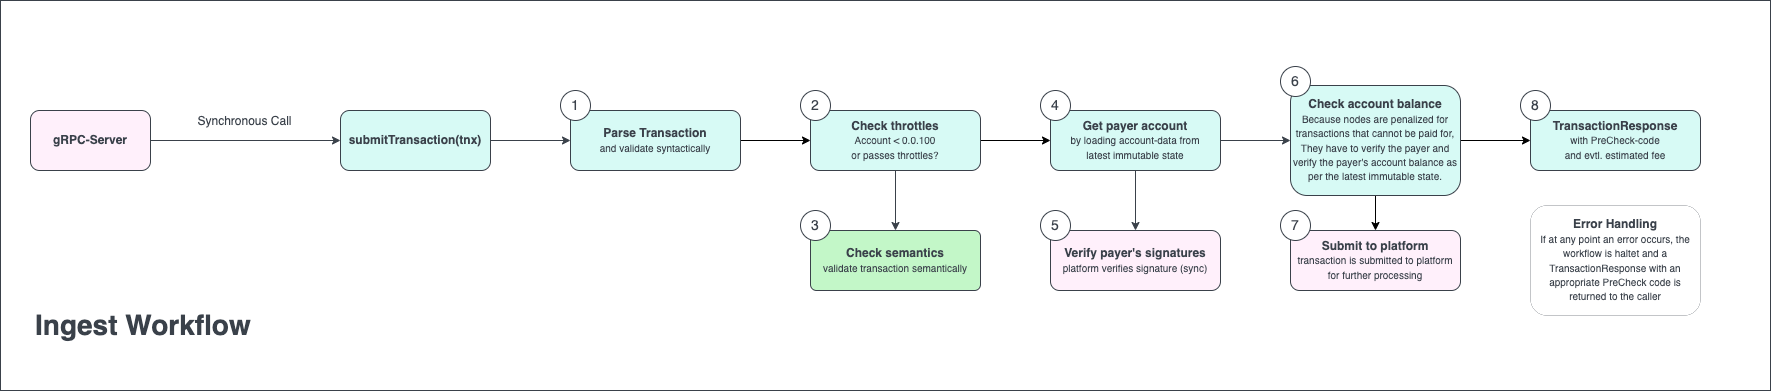 gRPC-Server
Synchronous Call
submitTransaction(tnx)
1
Parse Transaction
and validate syntactically
2
Check throttles
Account < 0.0.100
or passes throttles?
3
Check semantics
validate transaction semantically
4
Get payer account
by loading account-data from
latest immutable state
5
Verify payer's signatures
platform verifies signature (sync)
6
Check account balance
Because nodes are penalized for
transactions that cannot be paid for,
They have to verify the payer and
verify the payer's account balance as
per the latest immutable state.
7
Submit to platform
transaction is submitted to platform
for further processing
8
TransactionResponse
with PreCheck-code
and evtl. estimated fee
Error Handling
If at any point an error occurs, the
workflow is haltet and a
TransactionResponse with an
appropriate PreCheck code is
returned to the caller
Ingest Workflow